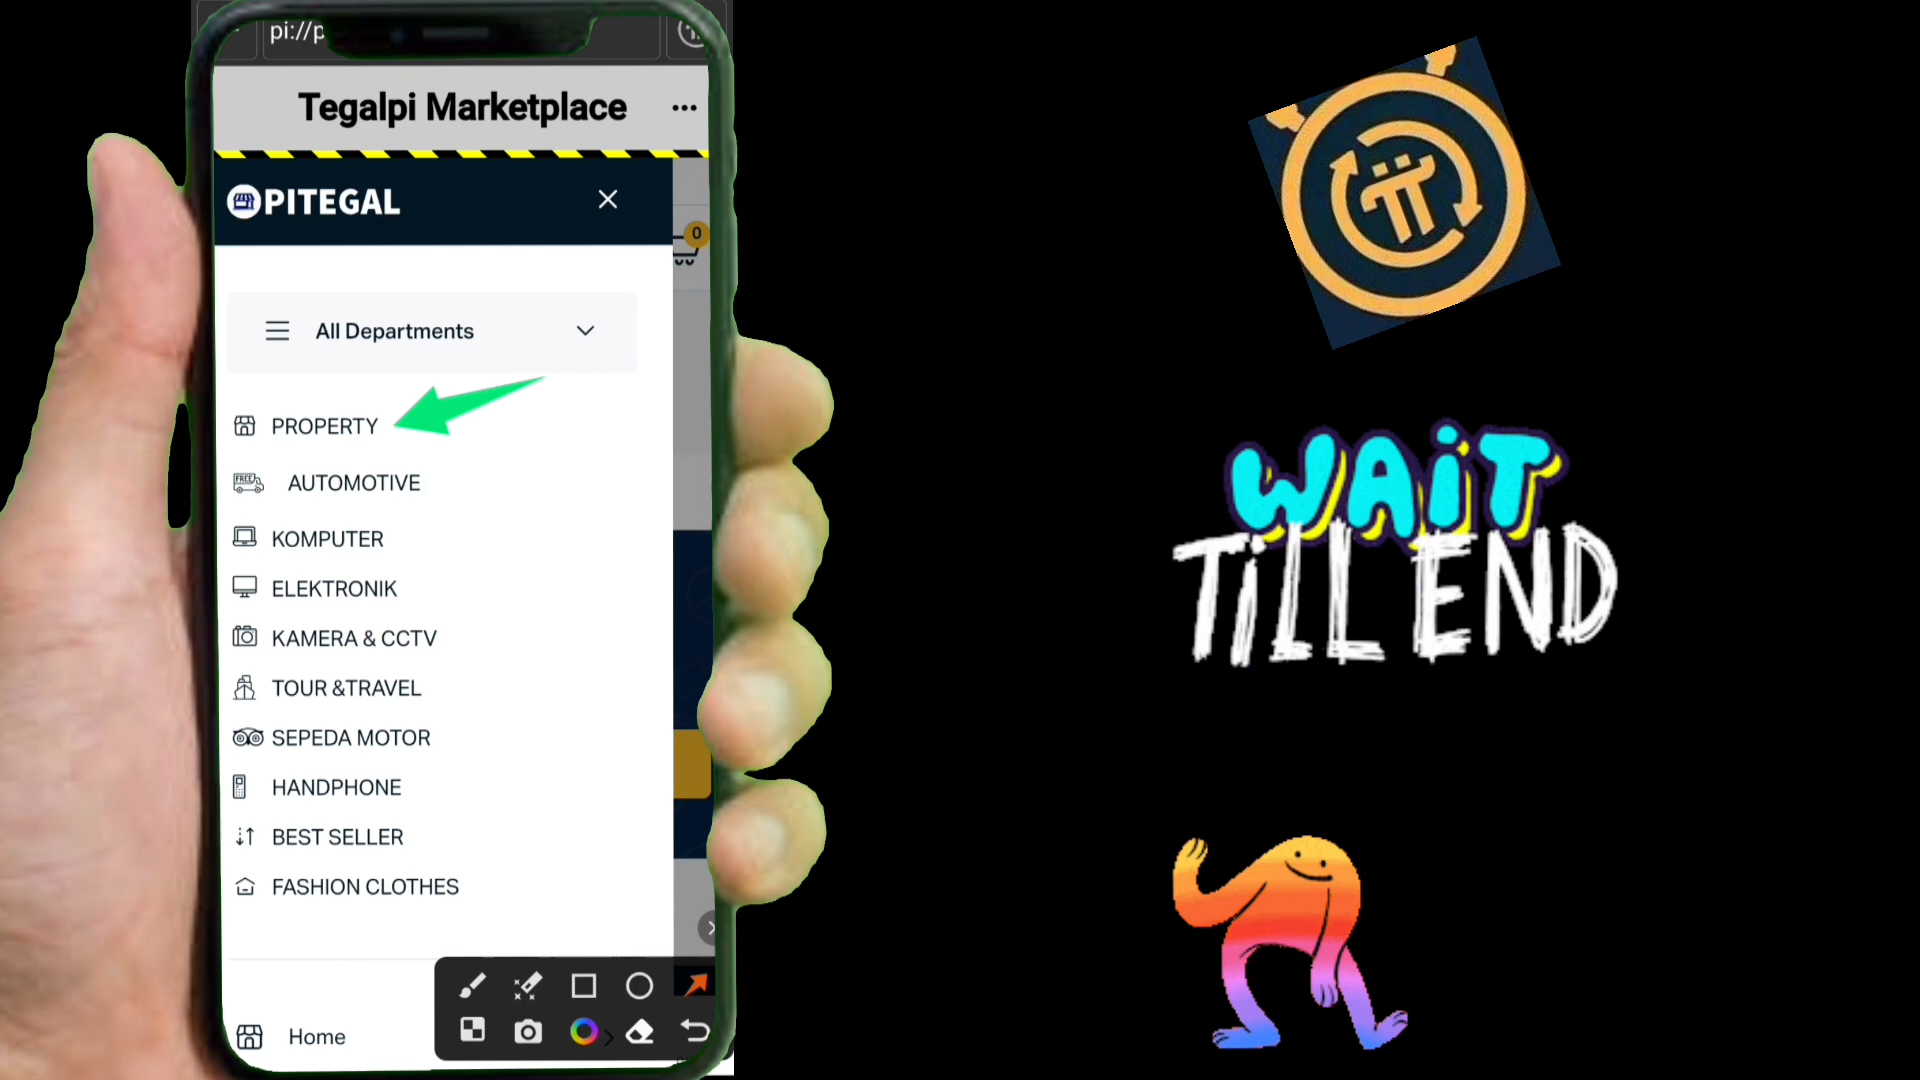 pi://p
Tegalpi Marketplace
PITEGAL
0
All Departments
PROPERTY
FREE
AUTOMOTIVE
KOMPUTER
ELEKTRONIK
KAMERA & CCTV
TOUR &TRAVEL
SEPEDA MOTOR
HANDPHONE
BEST SELLER
FASHION CLOTHES
Home
WAiT
TiLL END